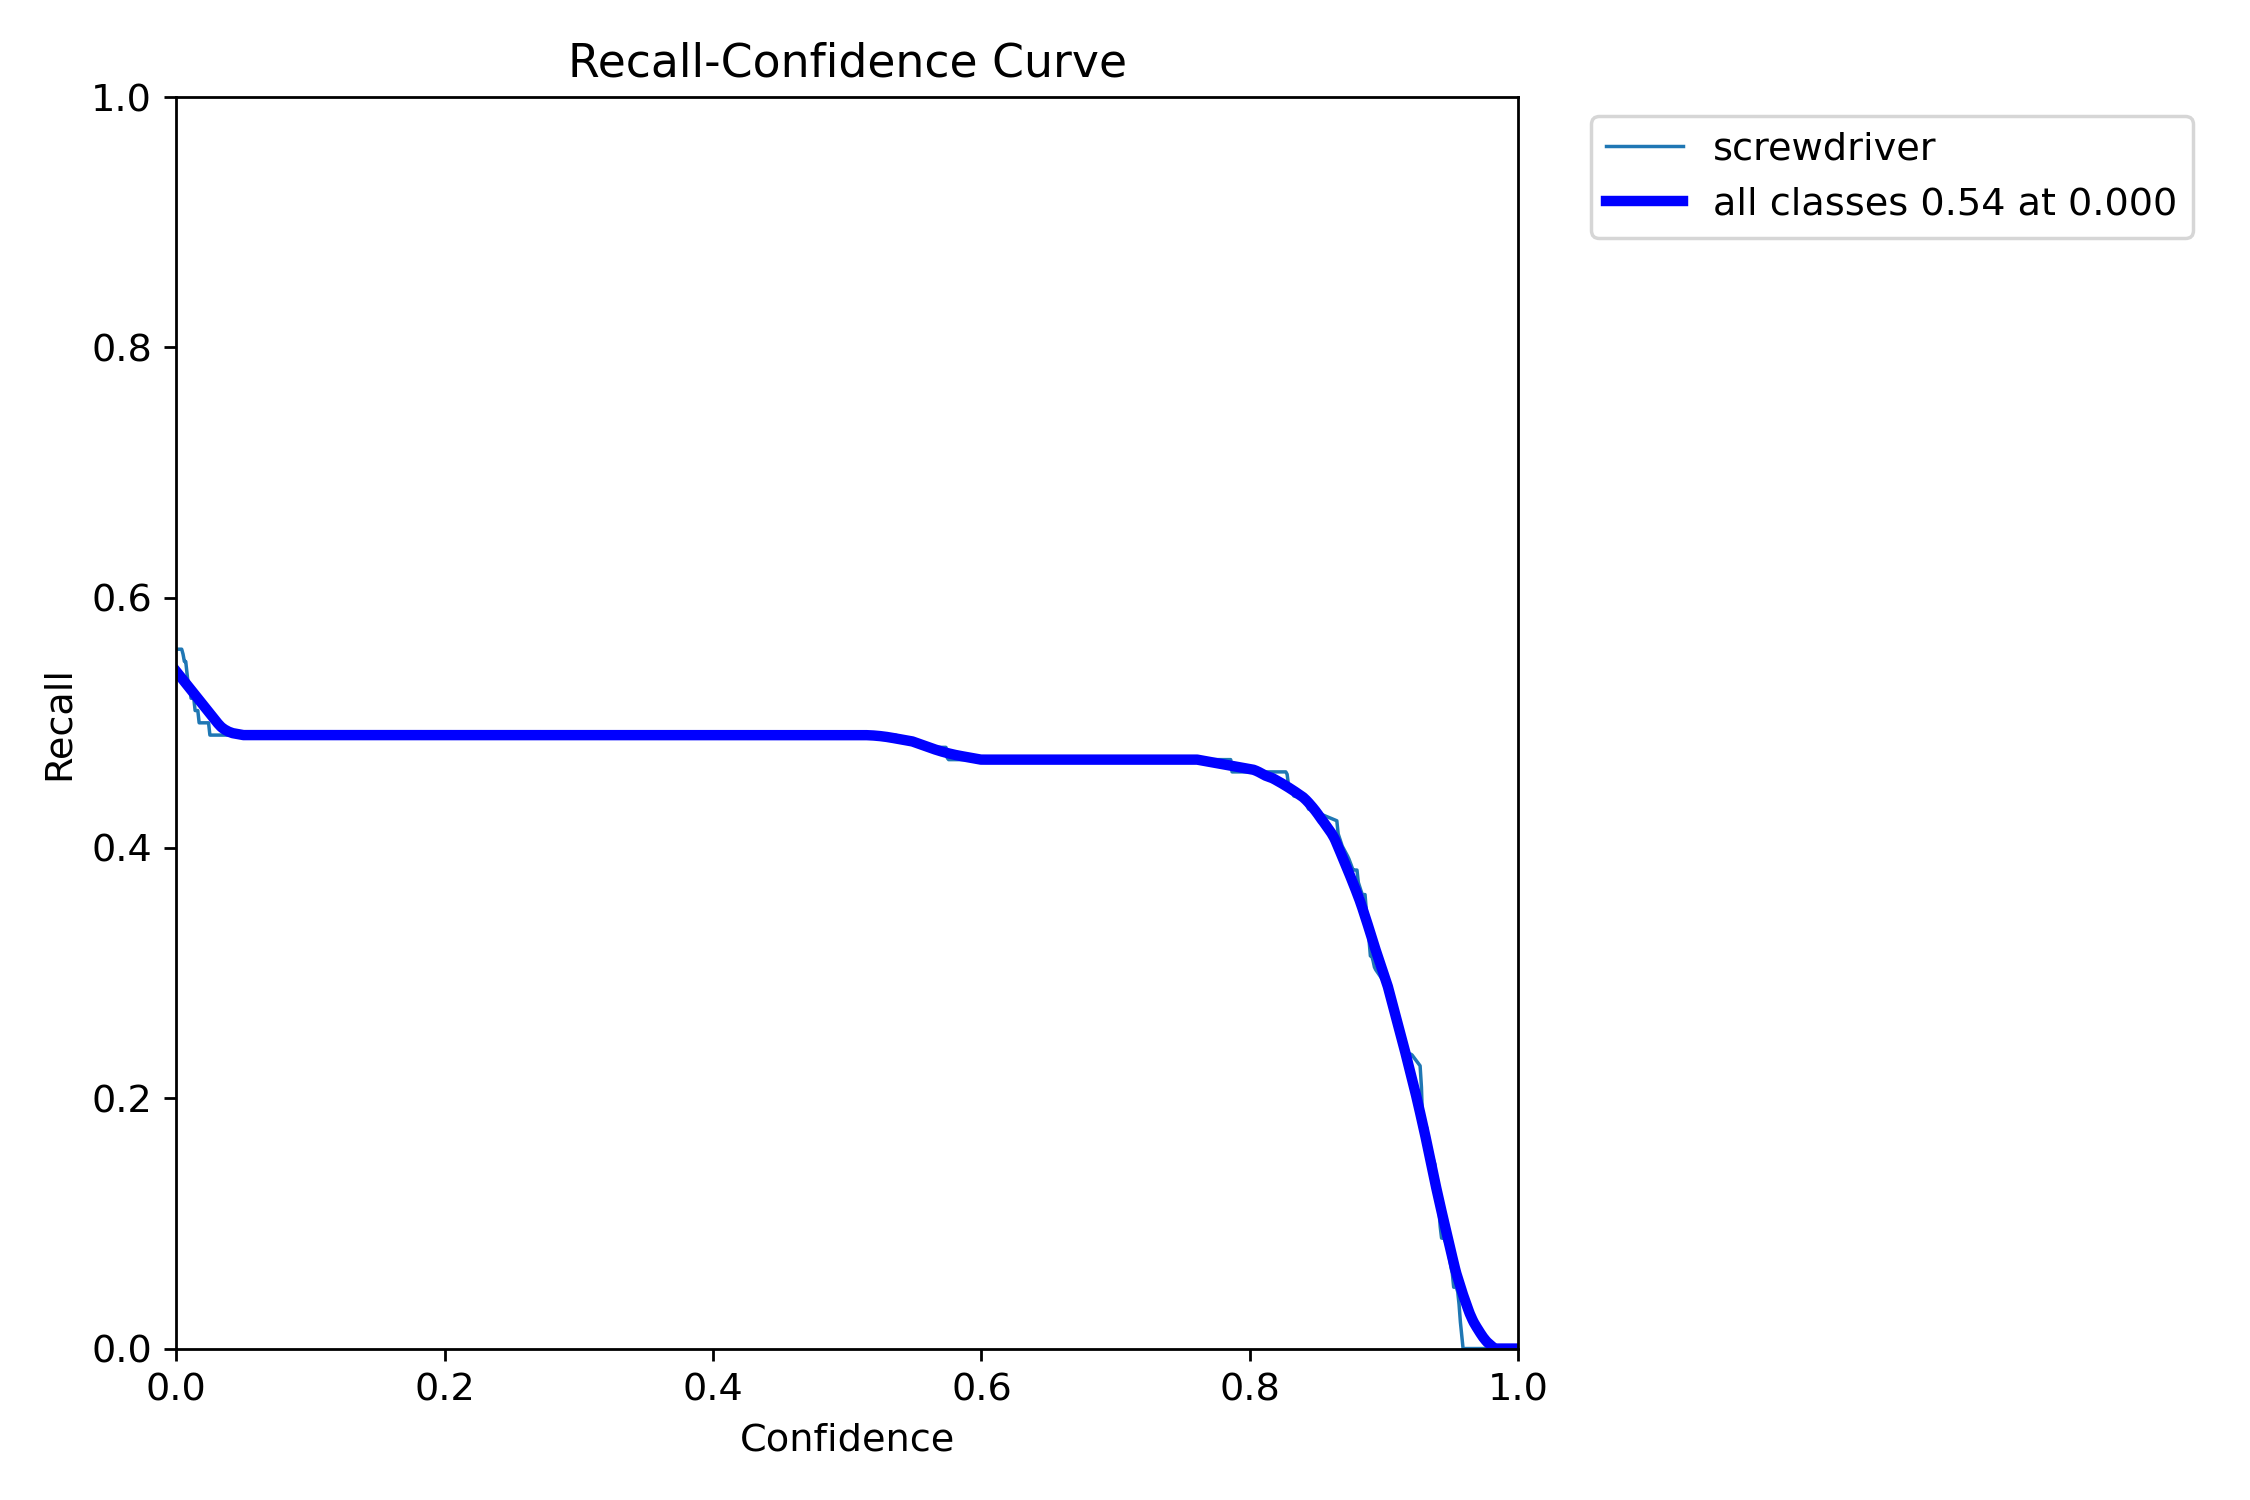 Recall-Confidence Curve
1.0
0.8
0.6
0.4
0.2
0.0
Recall
0.0 0.2 0.4 0.6 0.8 1.0
Confidence
screwdriver
all classes 0.54 at 0.000